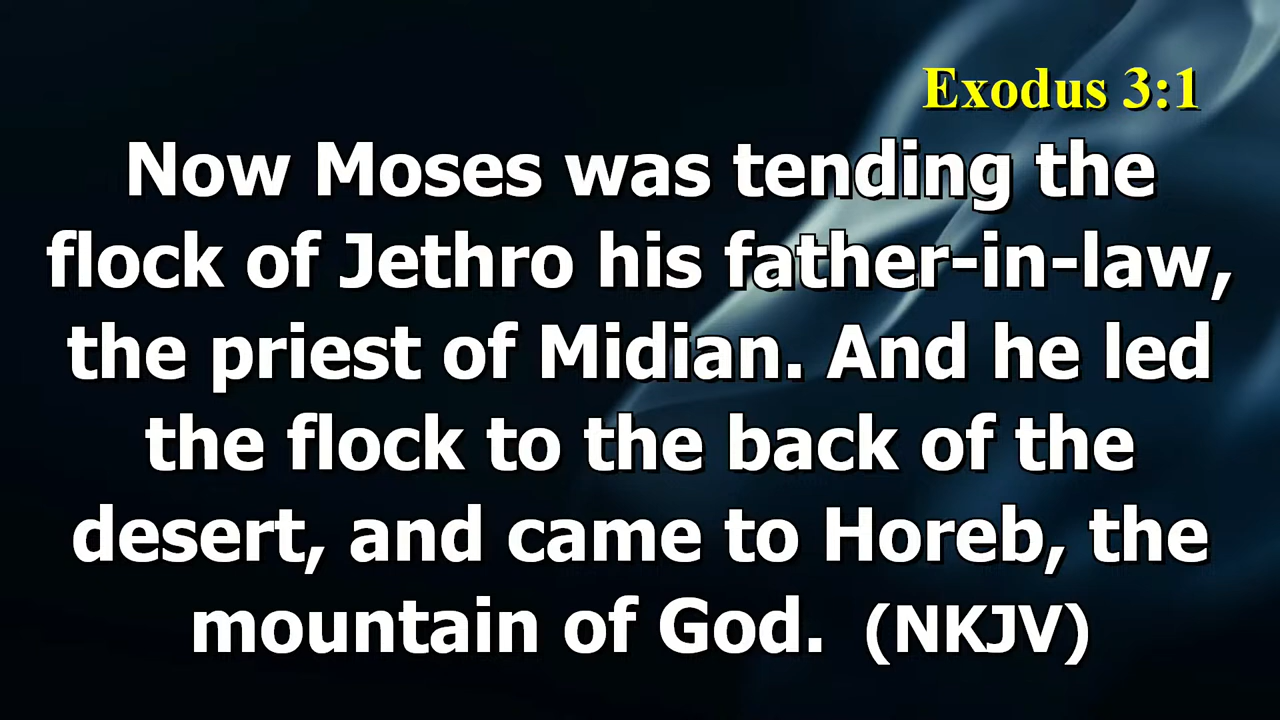 Exodus 3:1
Now Moses was tending the
flock of Jethro his father-in-law,
the priest of Midian. And he led
the flock to the back of the
desert, and came to Horeb, the
mountain of God. (NKJV)